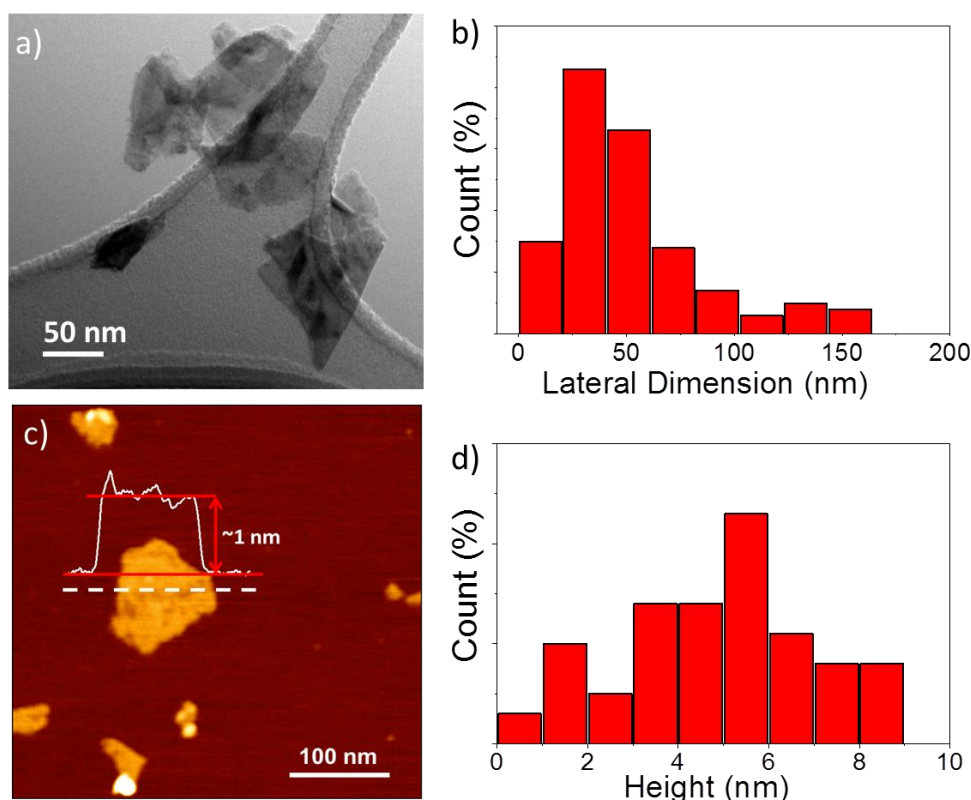 a)
50 nm
b)
Count (%)
0 50 100 150 200
Lateral Dimension (nm)
c)
~1 nm
100 nm
d)
Count (%)
0 2 4 6 8 10
Height (nm)